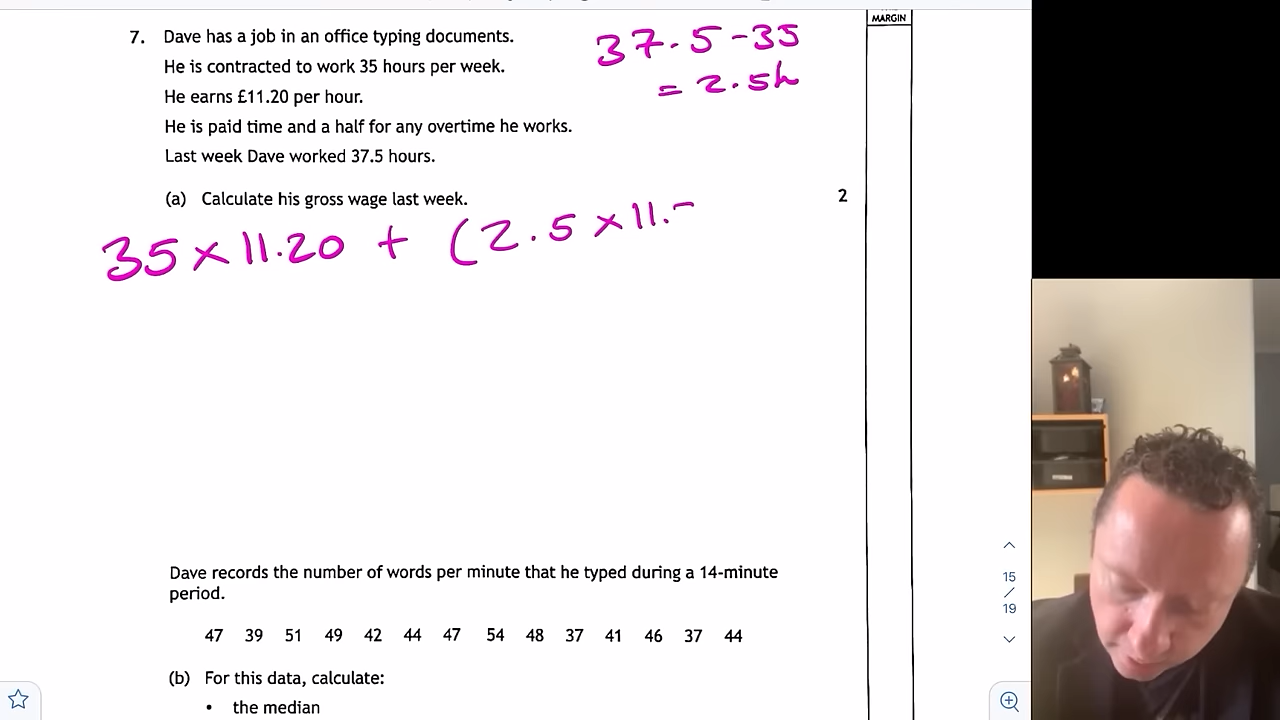 MARGIN
7. Dave has a job in an office typing documents.
He is contracted to work 35 hours per week.
He earns £11.20 per hour.
He is paid time and a half for any overtime he works.
Last week Dave worked 37.5 hours.
37.5-35
= 2.5h
(a) Calculate his gross wage last week.
2
35 × 11.20 + (2.5 × 11.
Dave records the number of words per minute that he typed during a 14-minute
period.
47 39 51 49 42 44 47 54 48 37 41 46 37 44
(b) For this data, calculate:
• the median
15
/
19